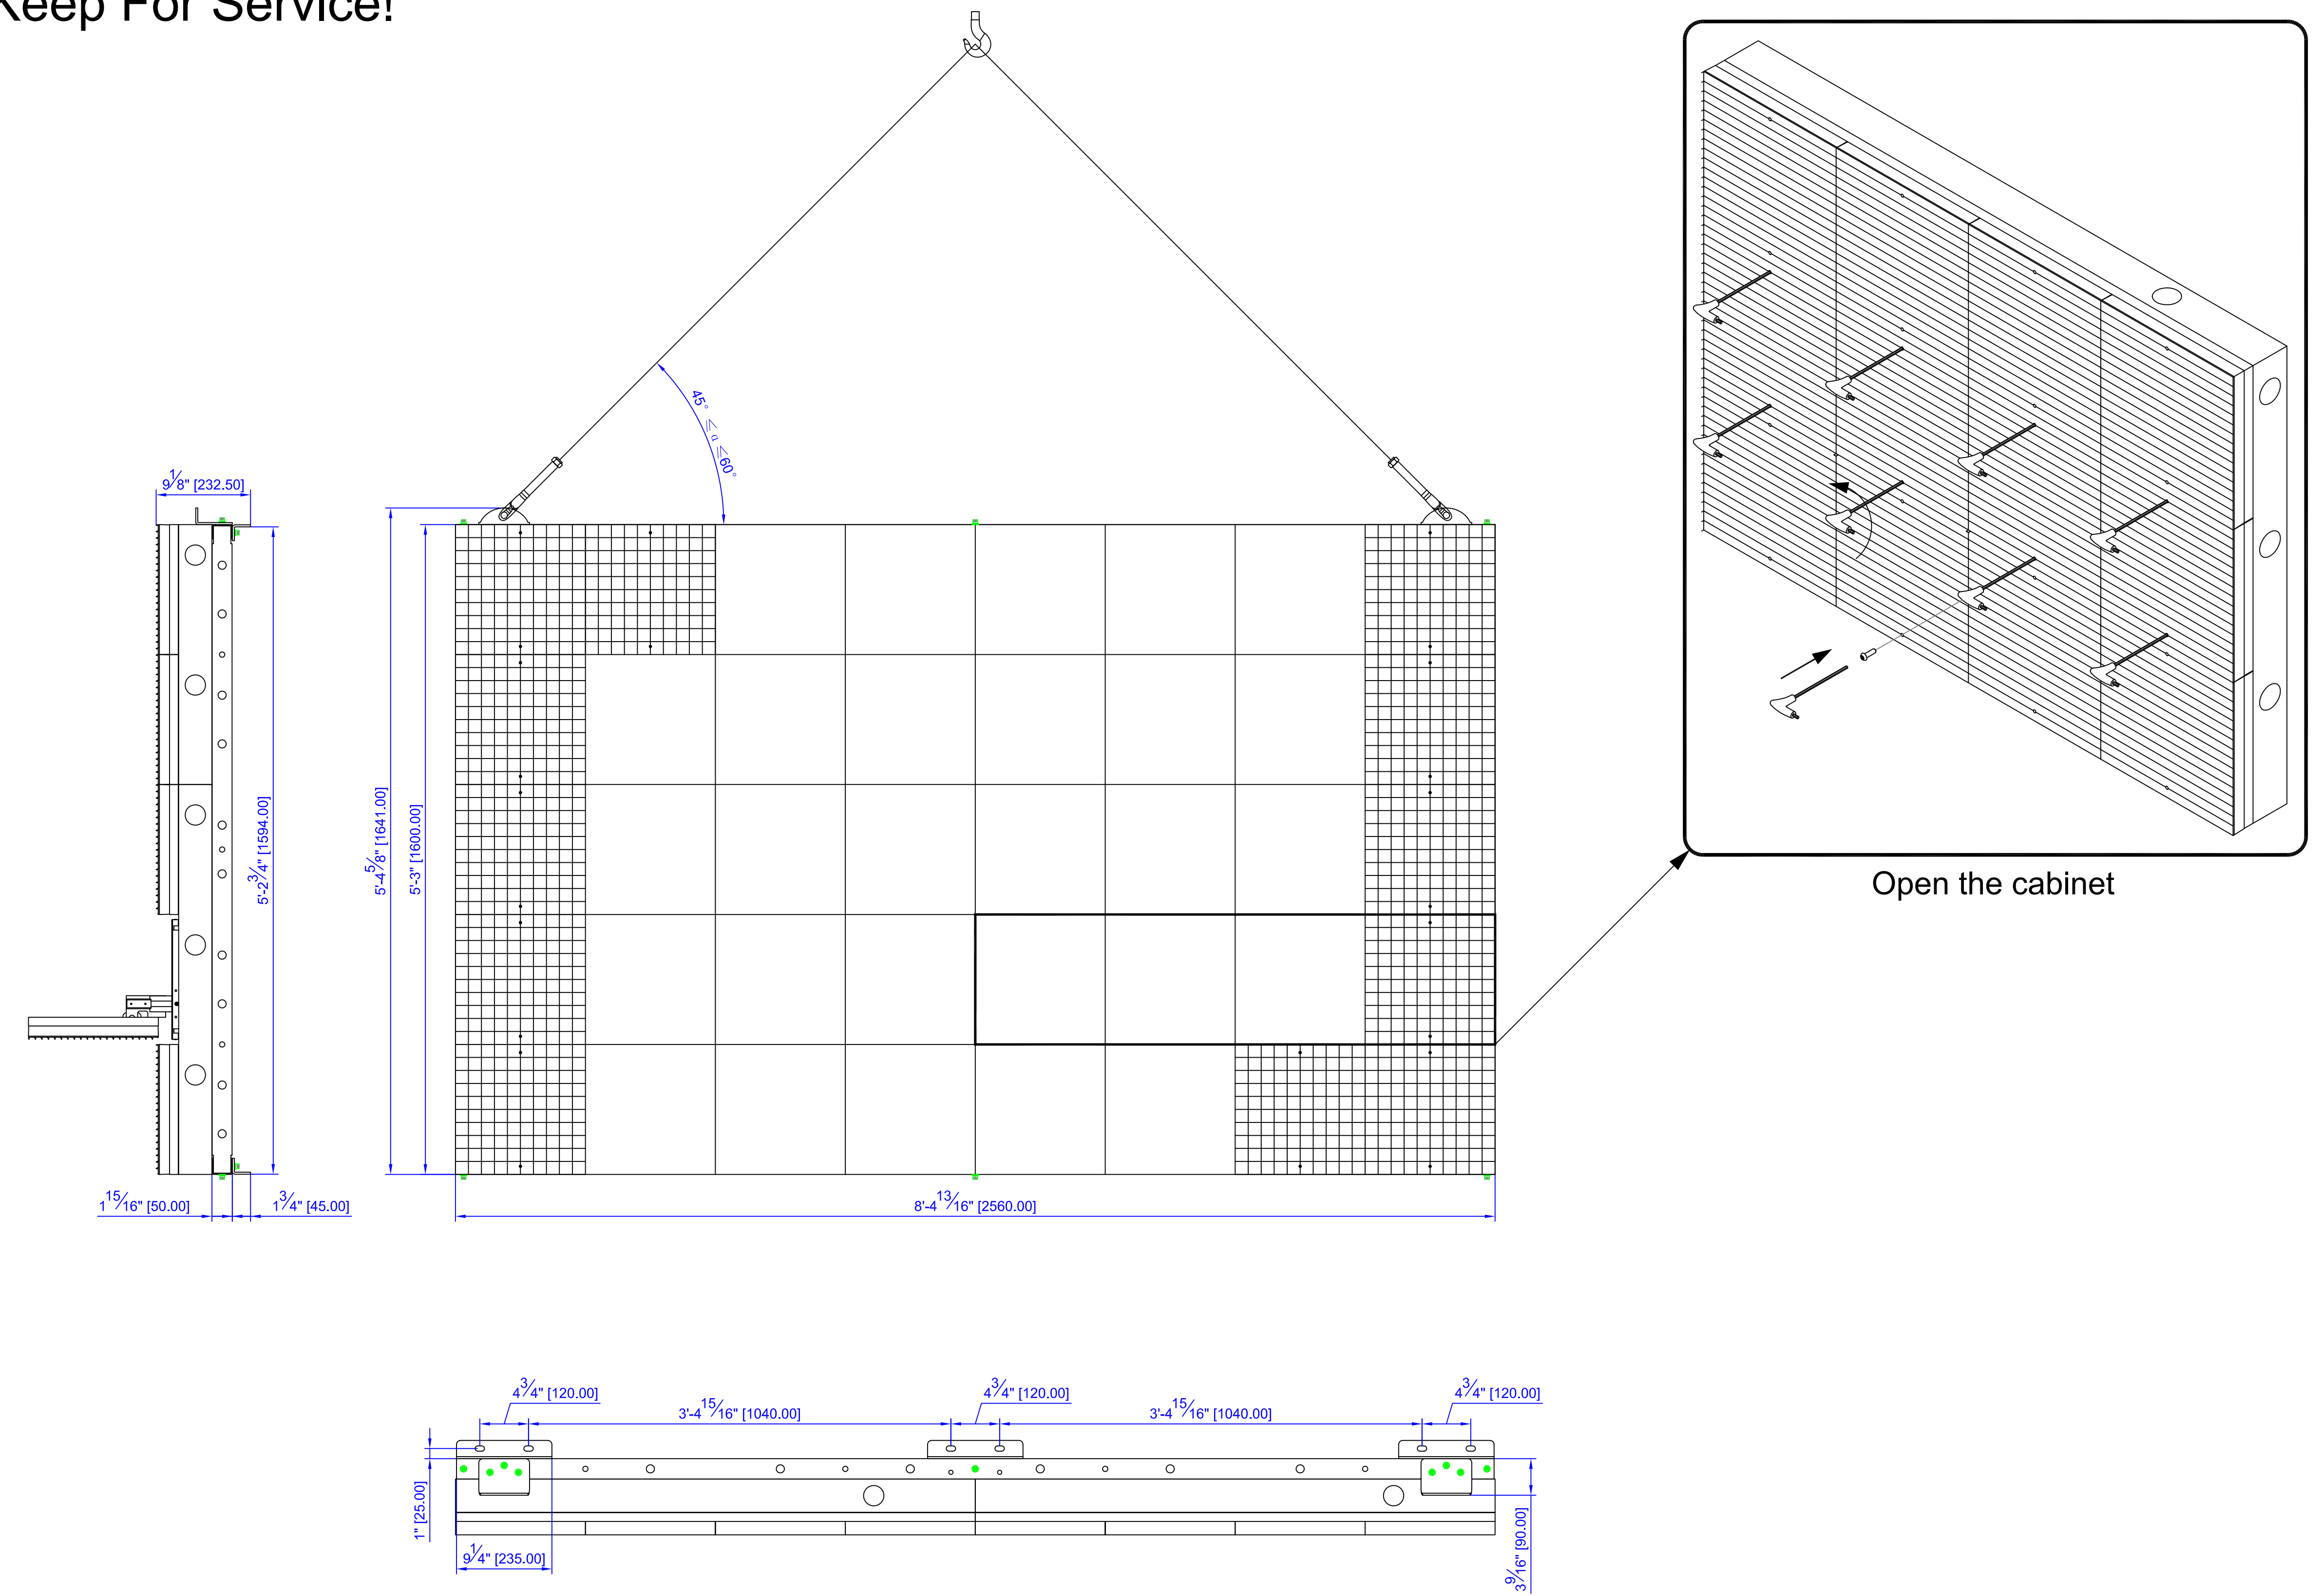 Keep For Service!
45° ≤ a ≤60°
9 1/8" [232.50]
5'-2 3/4" [1594.00]
5'-4 5/8" [1641.00]
5'-3" [1600.00]
Open the cabinet
1 15/16" [50.00]
1 3/4" [45.00]
8'-4 13/16" [2560.00]
4 3/4" [120.00]
3'-4 15/16" [1040.00]
4 3/4" [120.00]
3'-4 15/16" [1040.00]
4 3/4" [120.00]
1" [25.00]
9 1/4" [235.00]
3 9/16" [90.00]